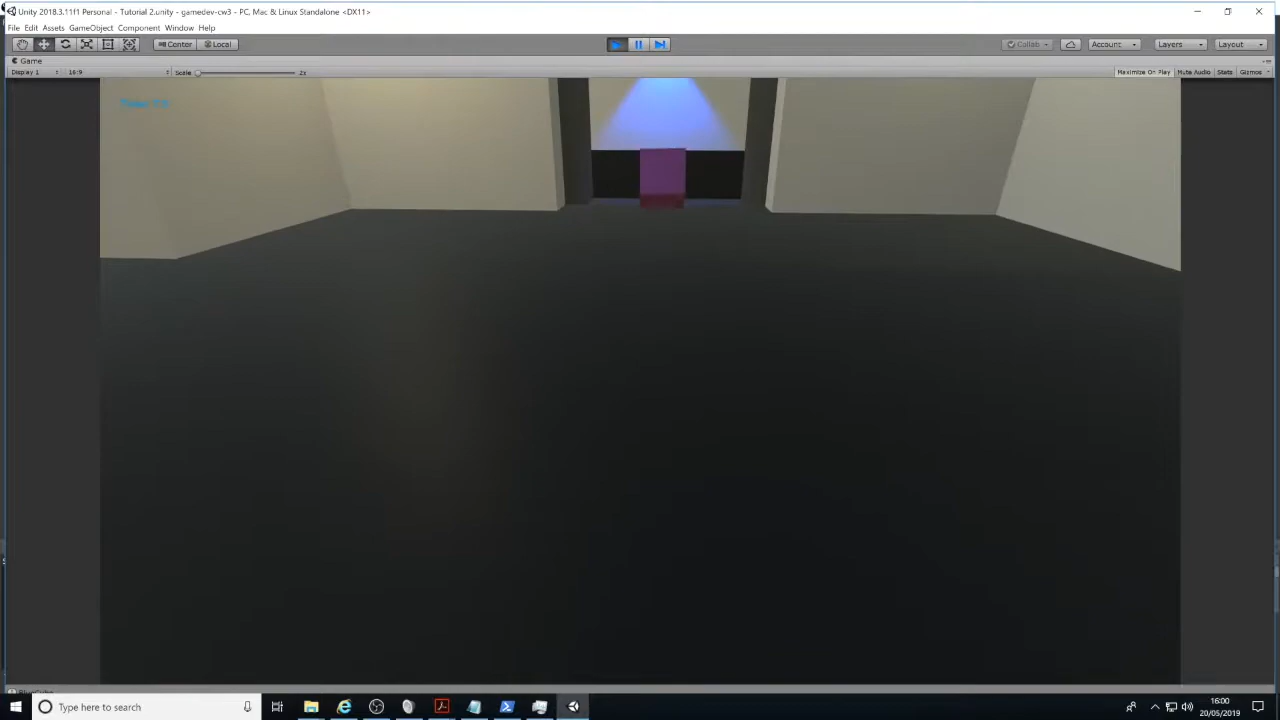 Unity 2018.3.11f1 Personal - Tutorial 2.unity - gamedev-cw3 - PC, Mac & Linux Standalone <DX11>
File Edit Assets GameObject Component Window Help
Center Local Collab Account Layers Layout
Game
Display 1 16:9 Scale 2x Maximize On Play Mute Audio Stats Gizmos
Type here to search
16:00
20/05/2019